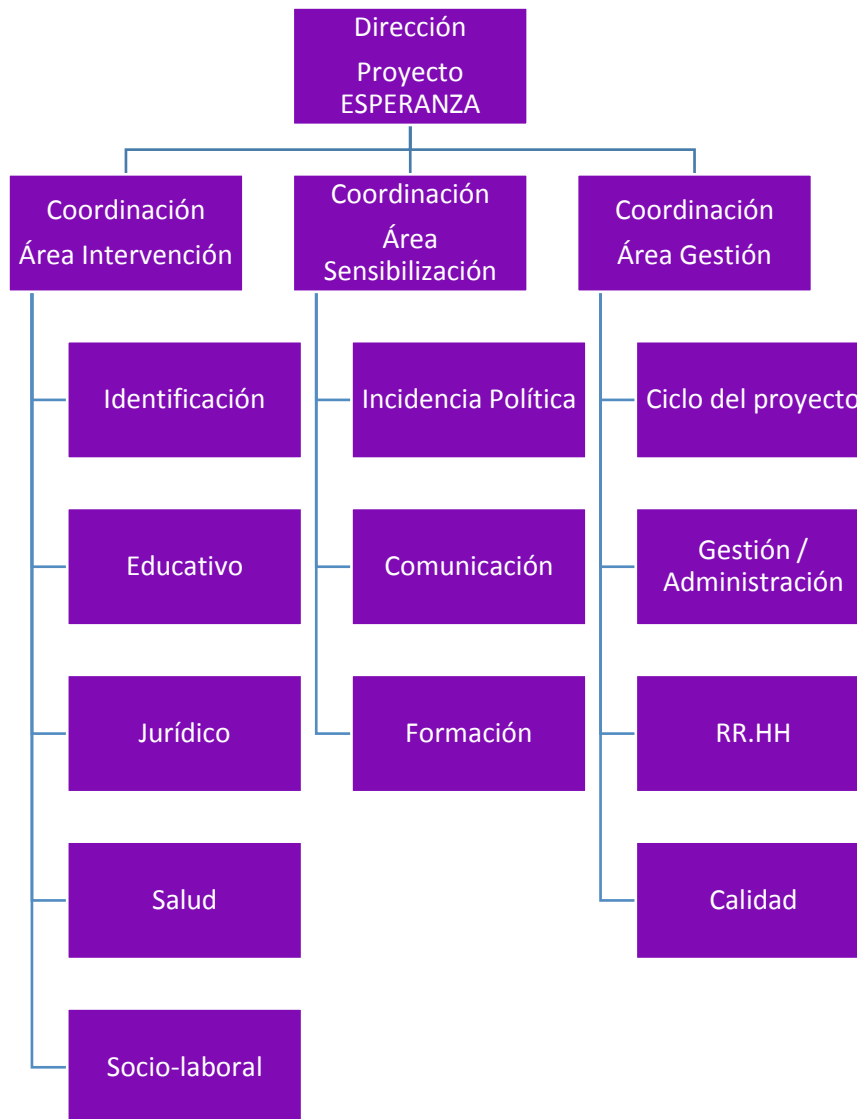 Dirección
Proyecto
ESPERANZA
Coordinación
Área Intervención
Identificación
Educativo
Jurídico
Salud
Socio-laboral
Coordinación
Área
Sensibilización
Incidencia Política
Comunicación
Formación
Coordinación
Área Gestión
Ciclo del proyecto
Gestión /
Administración
RR.HH
Calidad